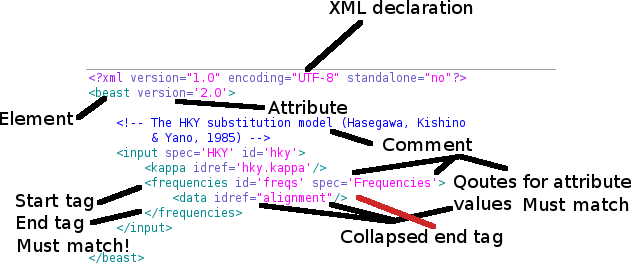 XML declaration
<?xml version="1.0" encoding="UTF-8" standalone="no"?>
<beast version='2.0'>
Element
Attribute
<!-- The HKY substitution model (Hasegawa, Kishino
& Yano, 1985) -->
Comment
<input spec='HKY' id='hky'>
<kappa idref='hky.kappa'/>
<frequencies id='freqs' spec='Frequencies'>
Qoutes for attribute
values Must match
Start tag
<data idref="alignment"/>
End tag
</frequencies>
Must match!
</input>
Collapsed end tag
</beast>